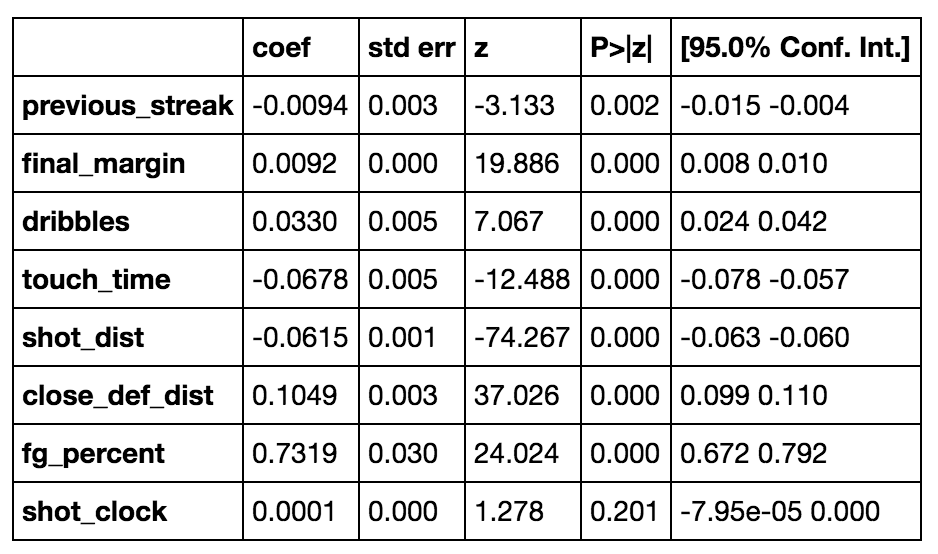 coef std err z P>|z| [95.0% Conf. Int.]
previous_streak -0.0094 0.003 -3.133 0.002 -0.015 -0.004
final_margin 0.0092 0.000 19.886 0.000 0.008 0.010
dribbles 0.0330 0.005 7.067 0.000 0.024 0.042
touch_time -0.0678 0.005 -12.488 0.000 -0.078 -0.057
shot_dist -0.0615 0.001 -74.267 0.000 -0.063 -0.060
close_def_dist 0.1049 0.003 37.026 0.000 0.099 0.110
fg_percent 0.7319 0.030 24.024 0.000 0.672 0.792
shot_clock 0.0001 0.000 1.278 0.201 -7.95e-05 0.000